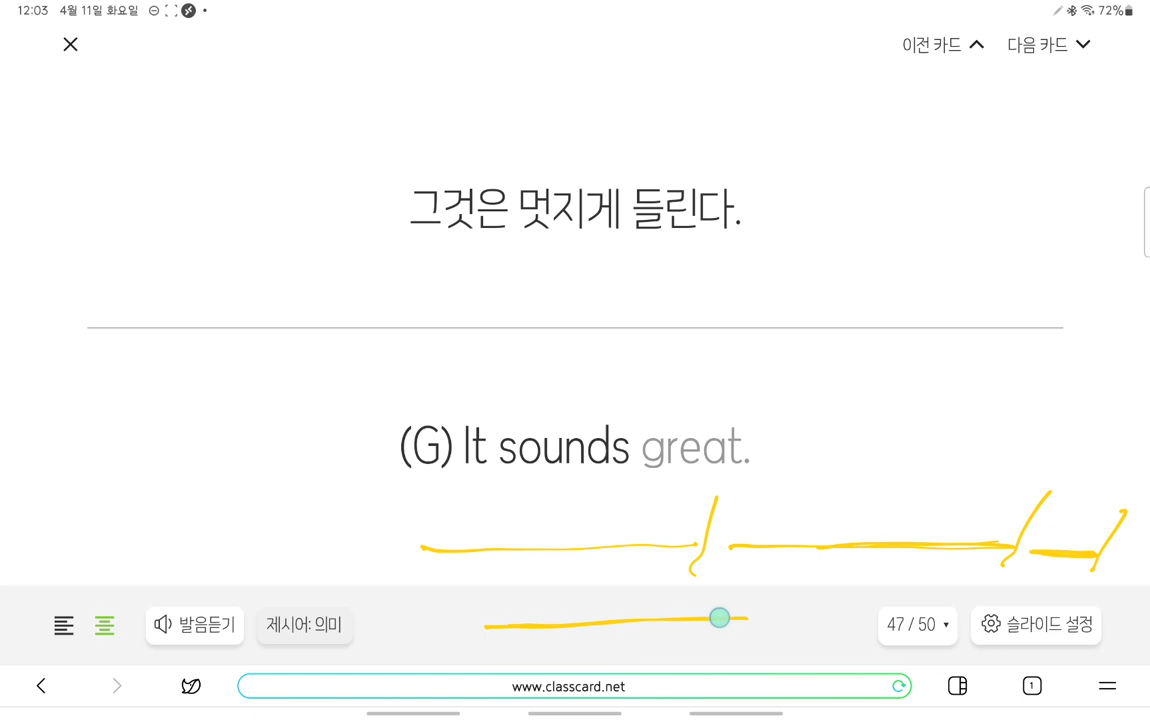 12:03 4월 11일 화요일 72%
이전 카드 다음 카드
그것은 멋지게 들린다.
(G) It sounds great.
발음듣기 제시어: 의미 47 / 50 슬라이드 설정
www.classcard.net 1